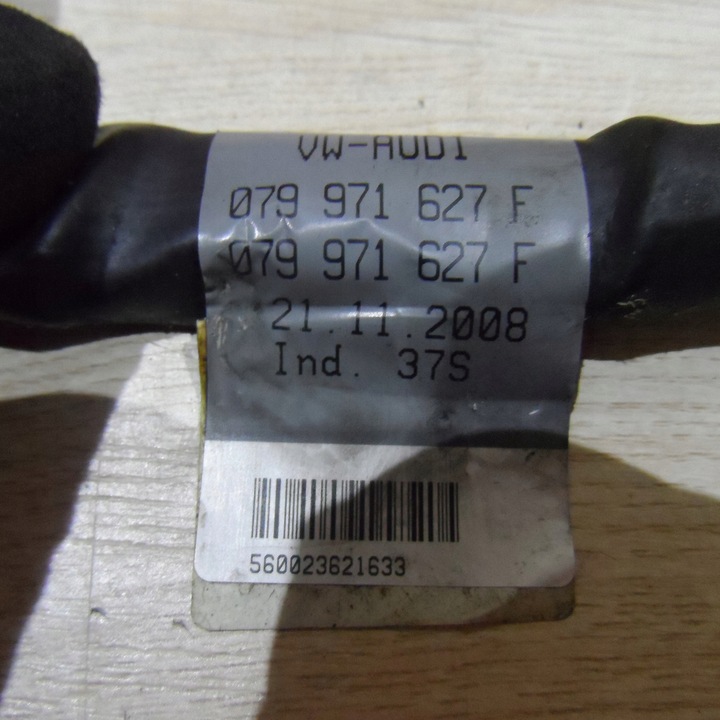 VW-AUDI
079 971 627 F
079 971 627 F
21.11.2008
Ind. 37S
560023621633